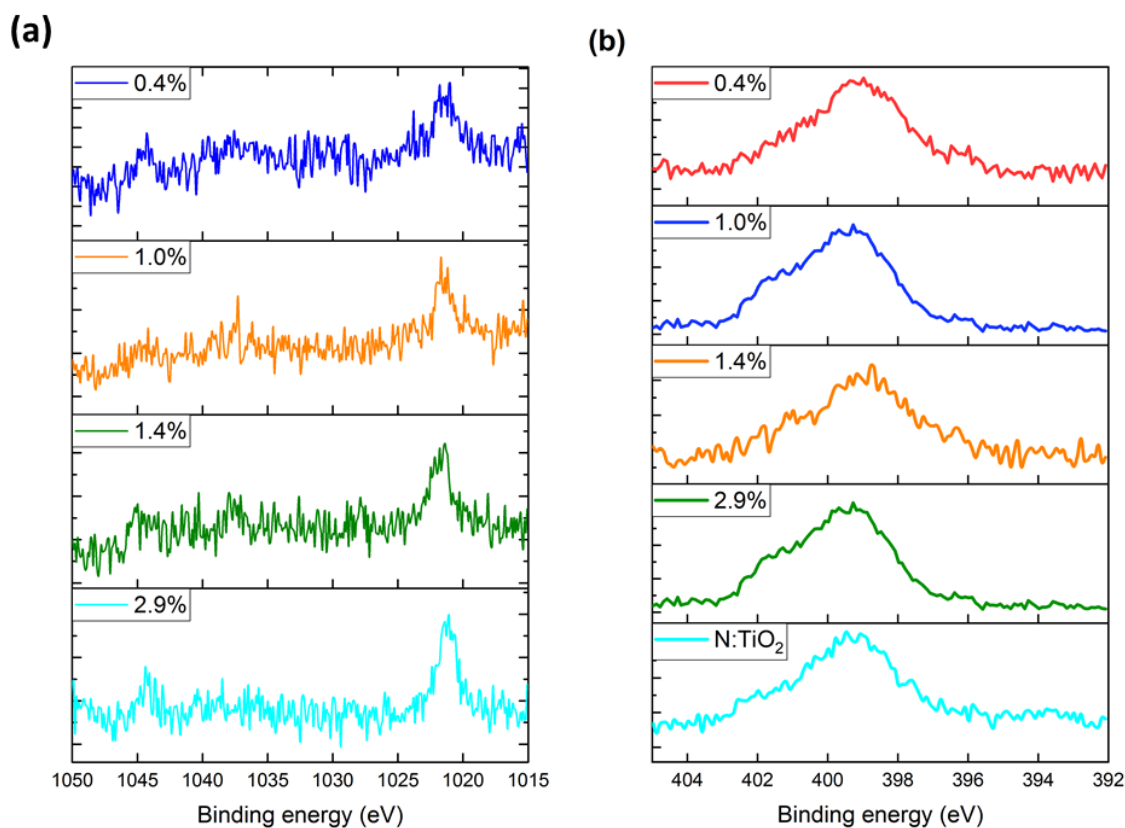 (a)
0.4%
1.0%
1.4%
2.9%
1050 1045 1040 1035 1030 1025 1020 1015
Binding energy (eV)
(b)
0.4%
1.0%
1.4%
2.9%
N:TiO₂
404 402 400 398 396 394 392
Binding energy (eV)